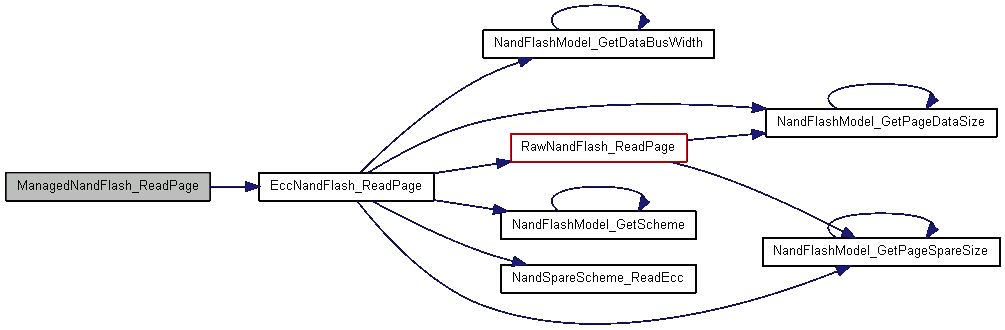 NandFlashModel_GetDataBusWidth
NandFlashModel_GetPageDataSize
RawNandFlash_ReadPage
ManagedNandFlash_ReadPage
EccNandFlash_ReadPage
NandFlashModel_GetScheme
NandFlashModel_GetPageSpareSize
NandSpareScheme_ReadEcc